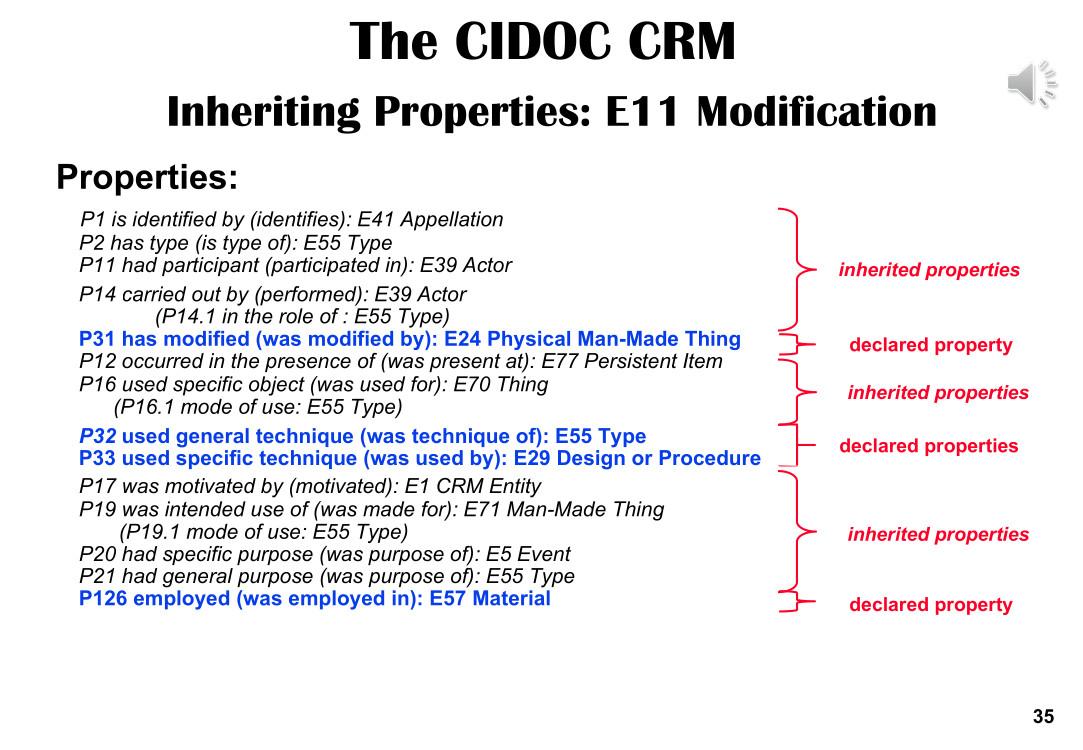 The CIDOC CRM
Inheriting Properties: E11 Modification
Properties:
P1 is identified by (identifies): E41 Appellation
P2 has type (is type of): E55 Type
P11 had participant (participated in): E39 Actor
inherited properties
P14 carried out by (performed): E39 Actor
(P14.1 in the role of : E55 Type)
P31 has modified (was modified by): E24 Physical Man-Made Thing
declared property
P12 occurred in the presence of (was present at): E77 Persistent Item
P16 used specific object (was used for): E70 Thing
inherited properties
(P16.1 mode of use: E55 Type)
P32 used general technique (was technique of): E55 Type
declared properties
P33 used specific technique (was used by): E29 Design or Procedure
P17 was motivated by (motivated): E1 CRM Entity
P19 was intended use of (was made for): E71 Man-Made Thing
(P19.1 mode of use: E55 Type)
inherited properties
P20 had specific purpose (was purpose of): E5 Event
P21 had general purpose (was purpose of): E55 Type
P126 employed (was employed in): E57 Material
declared property
35